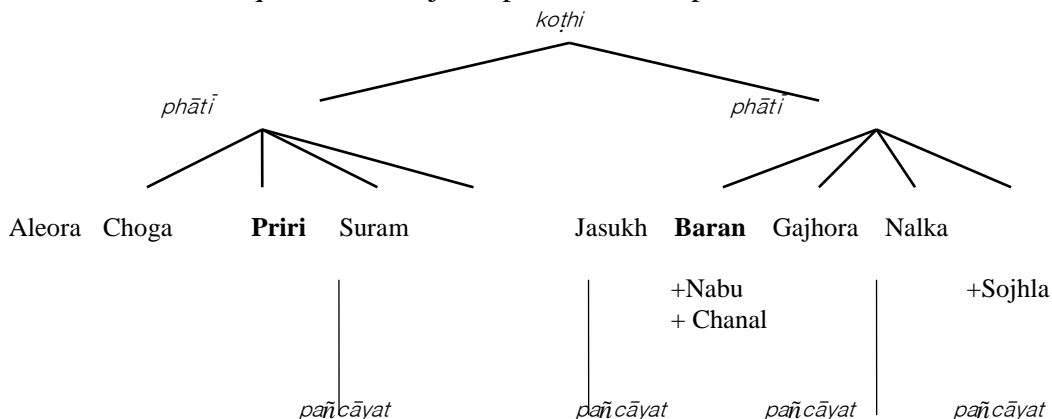 koṭhi
phāṭī phāṭī
Aleora Choga Priri Suram Jasukh Baran Gajhora Nalka
+Nabu +Sojhla
+ Chanal
pañcāyat pañcāyat pañcāyat pañcāyat